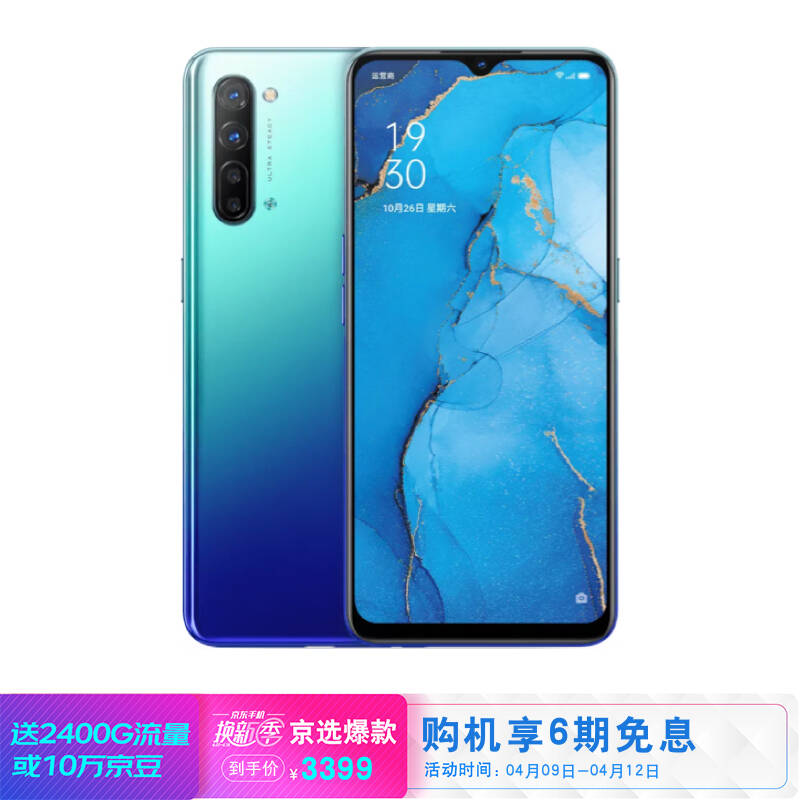 运营商
19
30
10月26日 星期六
ULTRA STEADY
送2400G流量
或10万京豆
京东手机
换新季
到手价
京选爆款
¥3399
购机享6期免息
活动时间：04月09日—04月12日